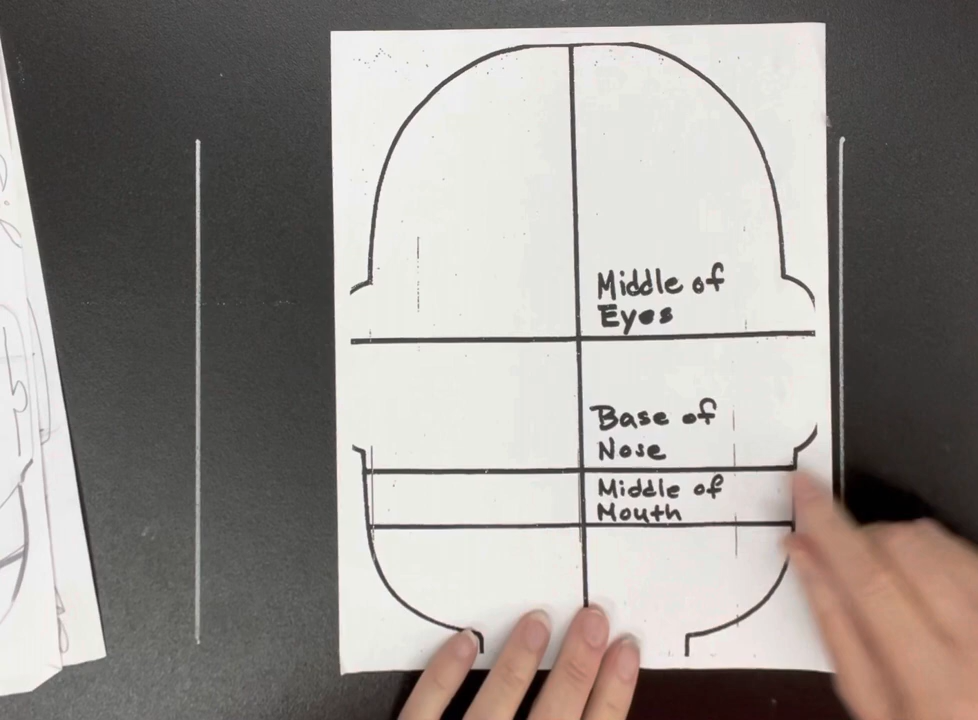 Middle of
Eyes
Base of
Nose
Middle of
Mouth